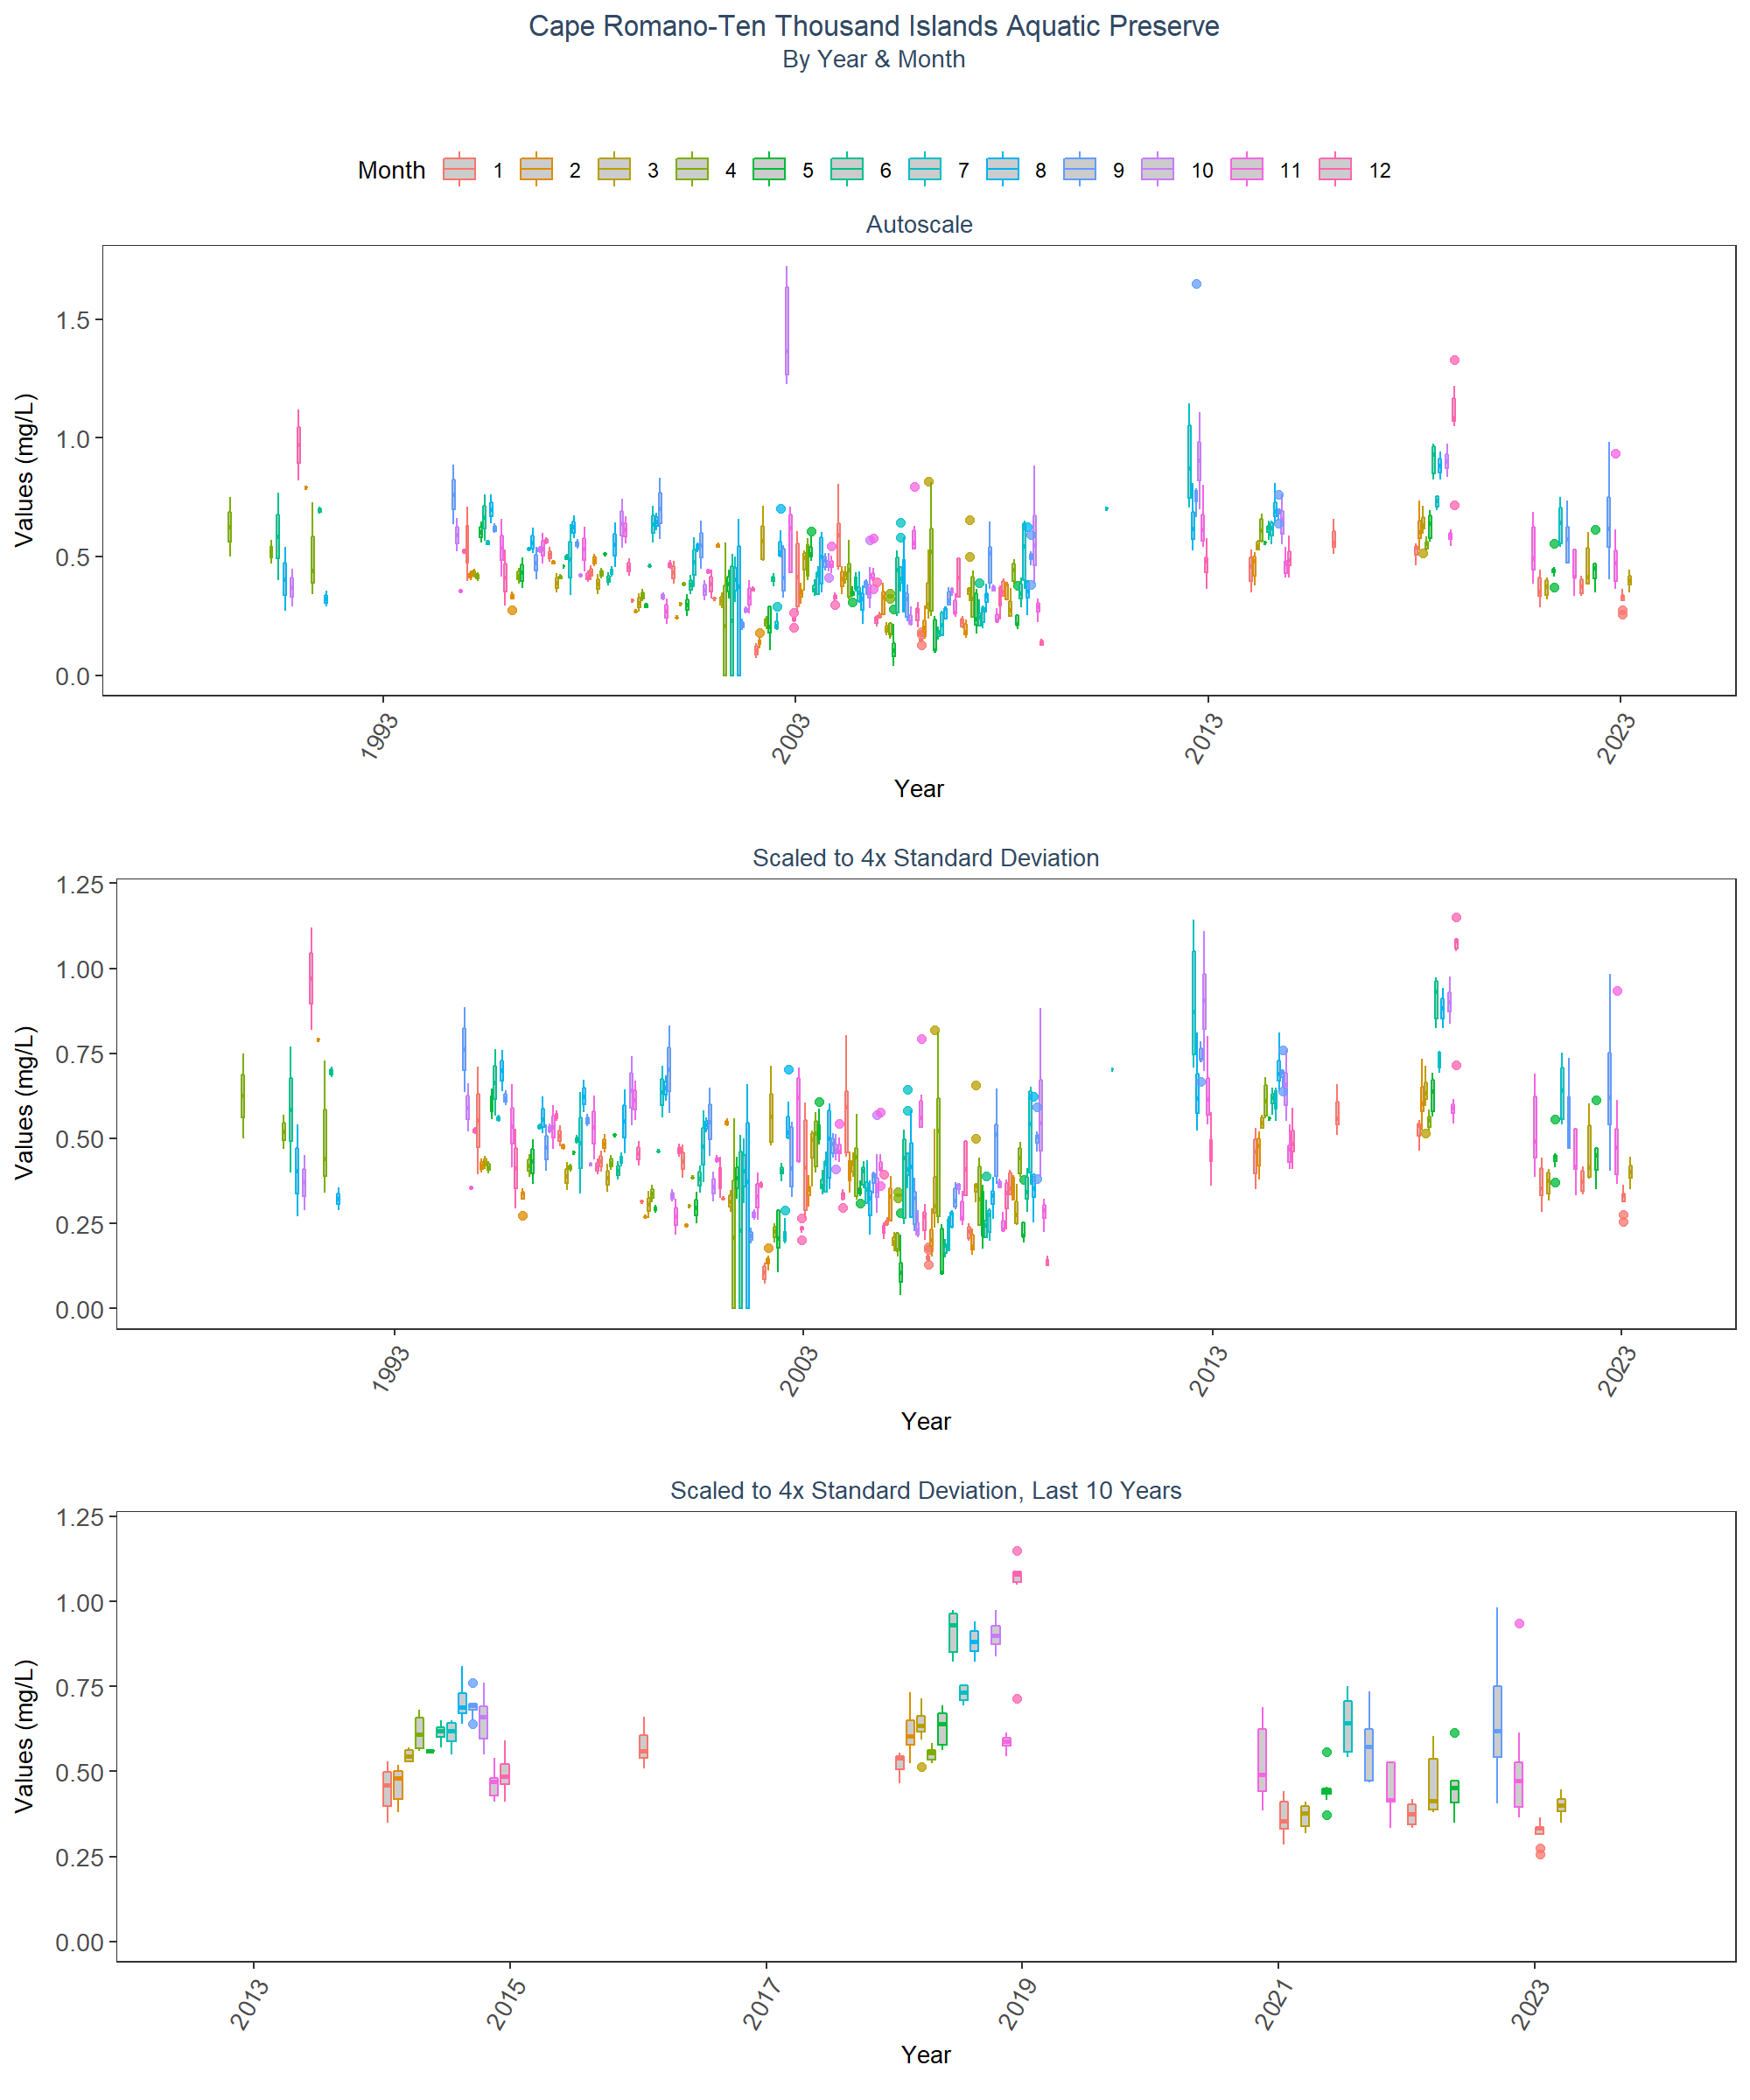 Cape Romano-Ten Thousand Islands Aquatic Preserve
By Year & Month
Month 1 2 3 4 5 6 7 8 9 10 11 12
Autoscale
Values (mg/L)
1.5
1.0
0.5
0.0
1993 2003 2013 2023
Year
Scaled to 4x Standard Deviation
Values (mg/L)
1.25
1.00
0.75
0.50
0.25
0.00
1993 2003 2013 2023
Year
Scaled to 4x Standard Deviation, Last 10 Years
Values (mg/L)
1.25
1.00
0.75
0.50
0.25
0.00
2013 2015 2017 2019 2021 2023
Year